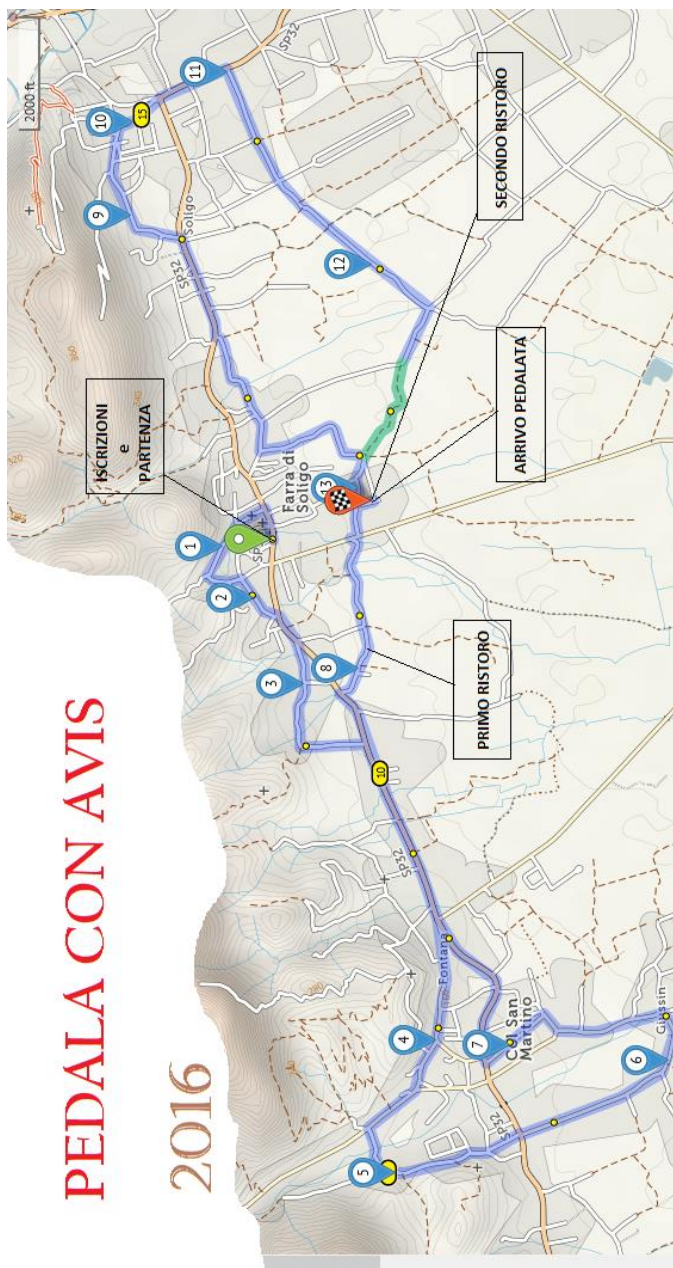 PEDALA CON AVIS
2016
ISCRIZIONI
e
PARTENZA
PRIMO RISTORO
SECONDO RISTORO
ARRIVO PEDALATA
2000 ft
SP32
SP32
SP32
SP32
Soligo
Farra di
Soligo
Fontana
Col San
Martino
Giussin
1
2
3
4
5
6
7
8
9
10
11
12
13
10
15